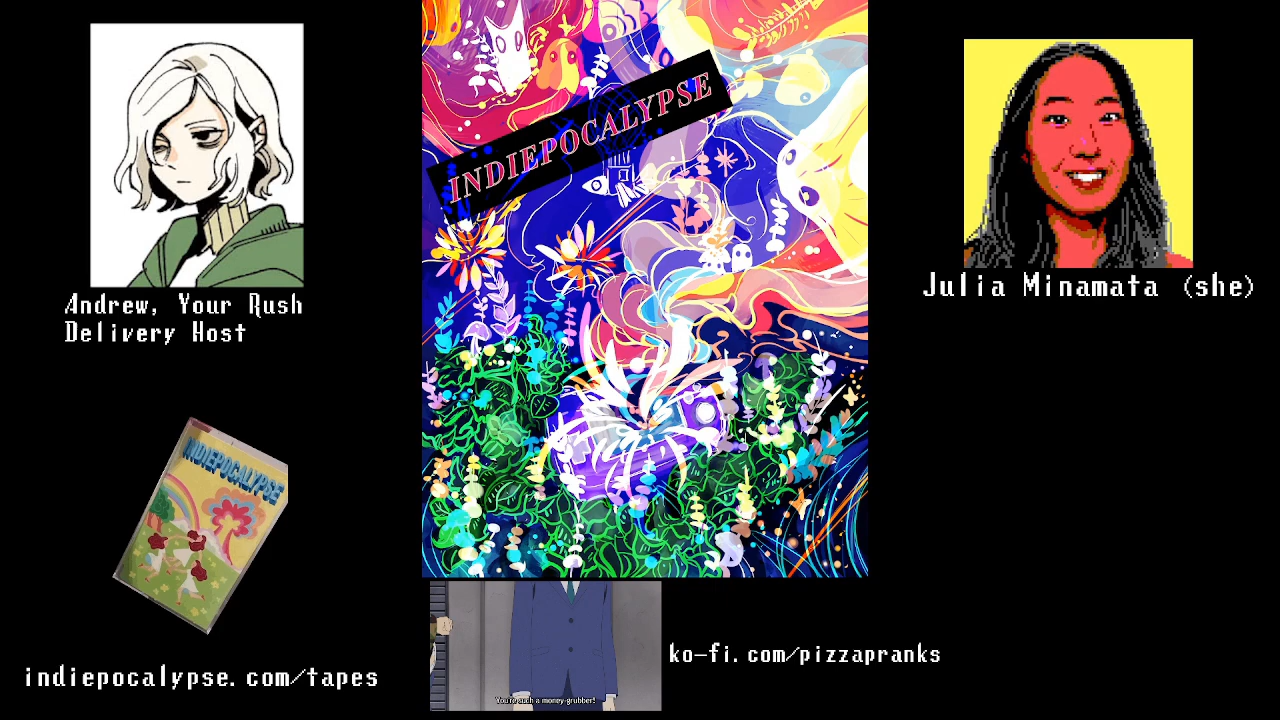 INDIEPOCALYPSE
Andrew, Your Rush
Delivery Host
Julia Minamata (she)
INDIEPOCALYPSE
indiepocalypse.com/tapes
ko-fi.com/pizzapranks
You're such a money-grubber!